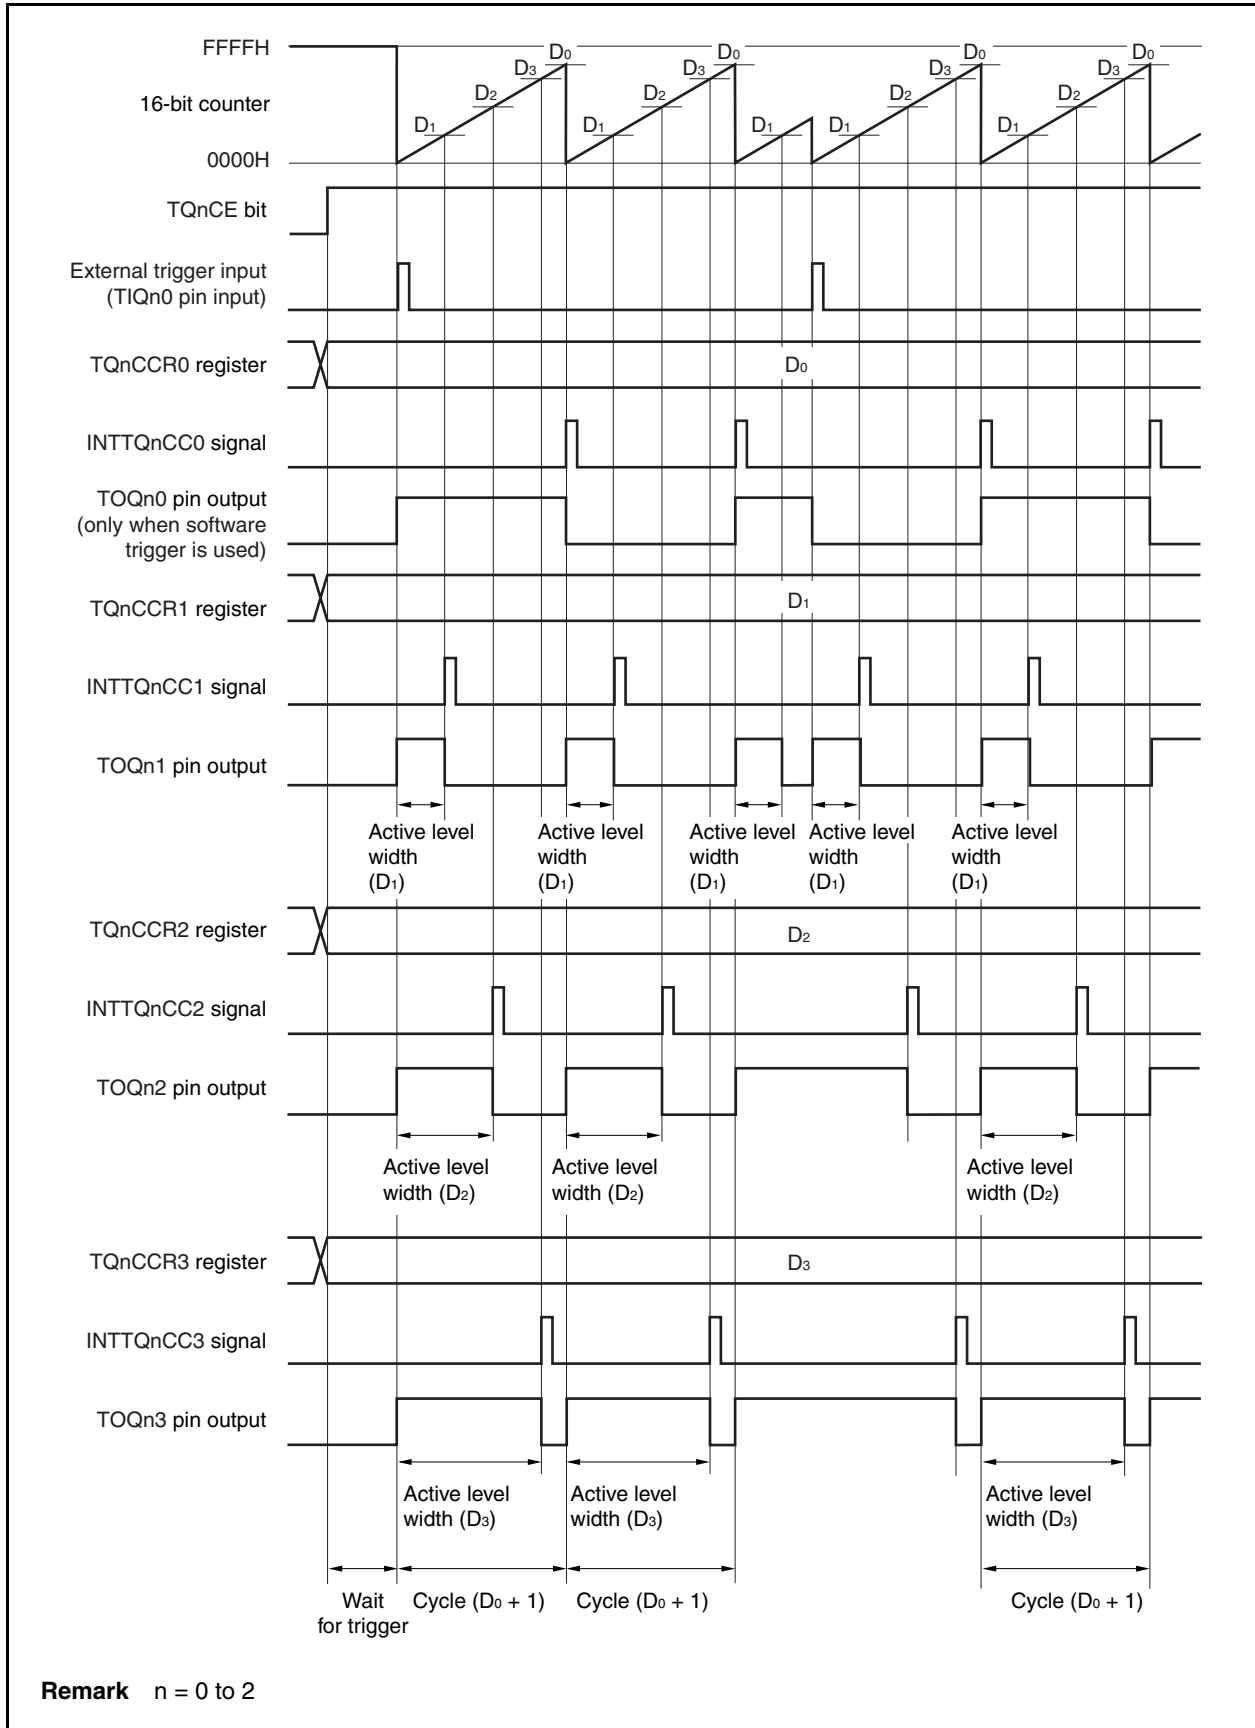 FFFFH
D0 D0 D0 D0
D3 D3 D3 D3
D2 D2 D2 D2
16-bit counter
D1 D1 D1 D1 D1
0000H
TQnCE bit
External trigger input
(TIQn0 pin input)
TQnCCR0 register
D0
INTTQnCC0 signal
TOQn0 pin output
(only when software
trigger is used)
TQnCCR1 register
D1
INTTQnCC1 signal
TOQn1 pin output
Active level Active level Active level Active level Active level
width width width width width
(D1) (D1) (D1) (D1) (D1)
TQnCCR2 register
D2
INTTQnCC2 signal
TOQn2 pin output
Active level Active level Active level
width (D2) width (D2) width (D2)
TQnCCR3 register
D3
INTTQnCC3 signal
TOQn3 pin output
Active level Active level Active level
width (D3) width (D3) width (D3)
Wait Cycle (D0 + 1) Cycle (D0 + 1) Cycle (D0 + 1)
for trigger
Remark n = 0 to 2